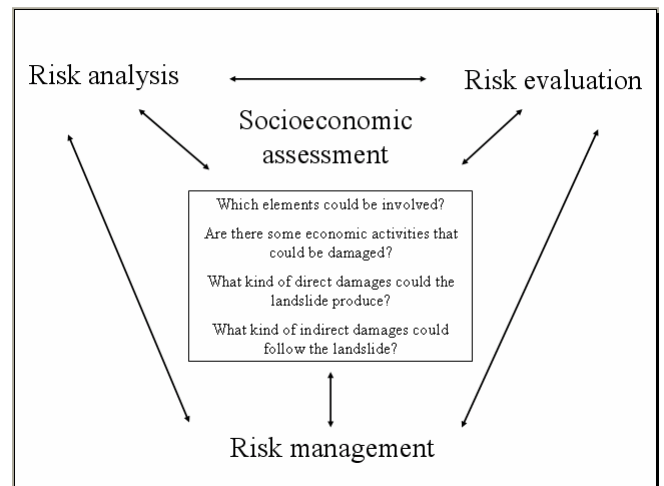 Risk analysis
Risk evaluation
Socioeconomic
assessment
Which elements could be involved?
Are there some economic activities that
could be damaged?
What kind of direct damages could the
landslide produce?
What kind of indirect damages could
follow the landslide?
Risk management